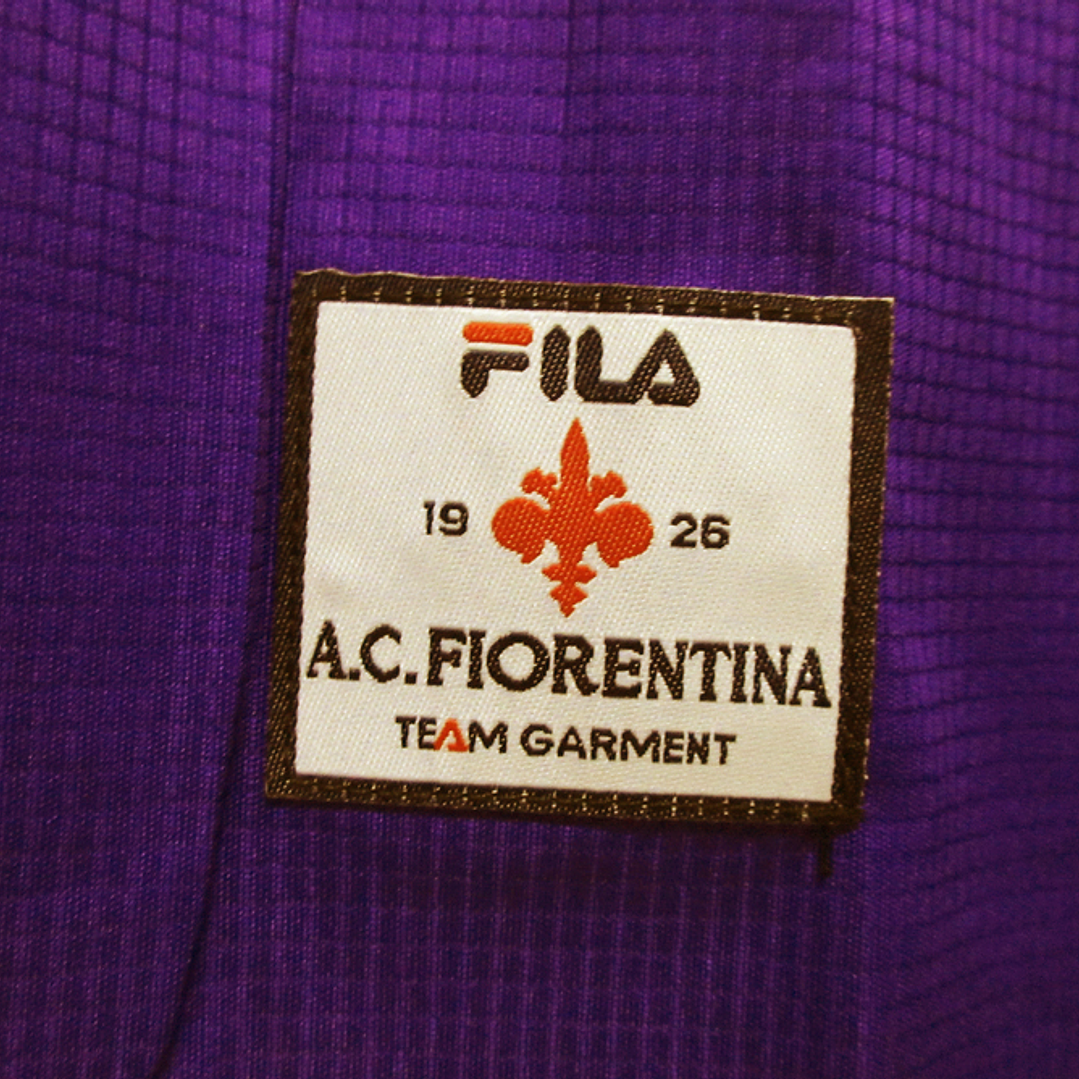 FILA
19 26
A.C. FIORENTINA
TEAM GARMENT